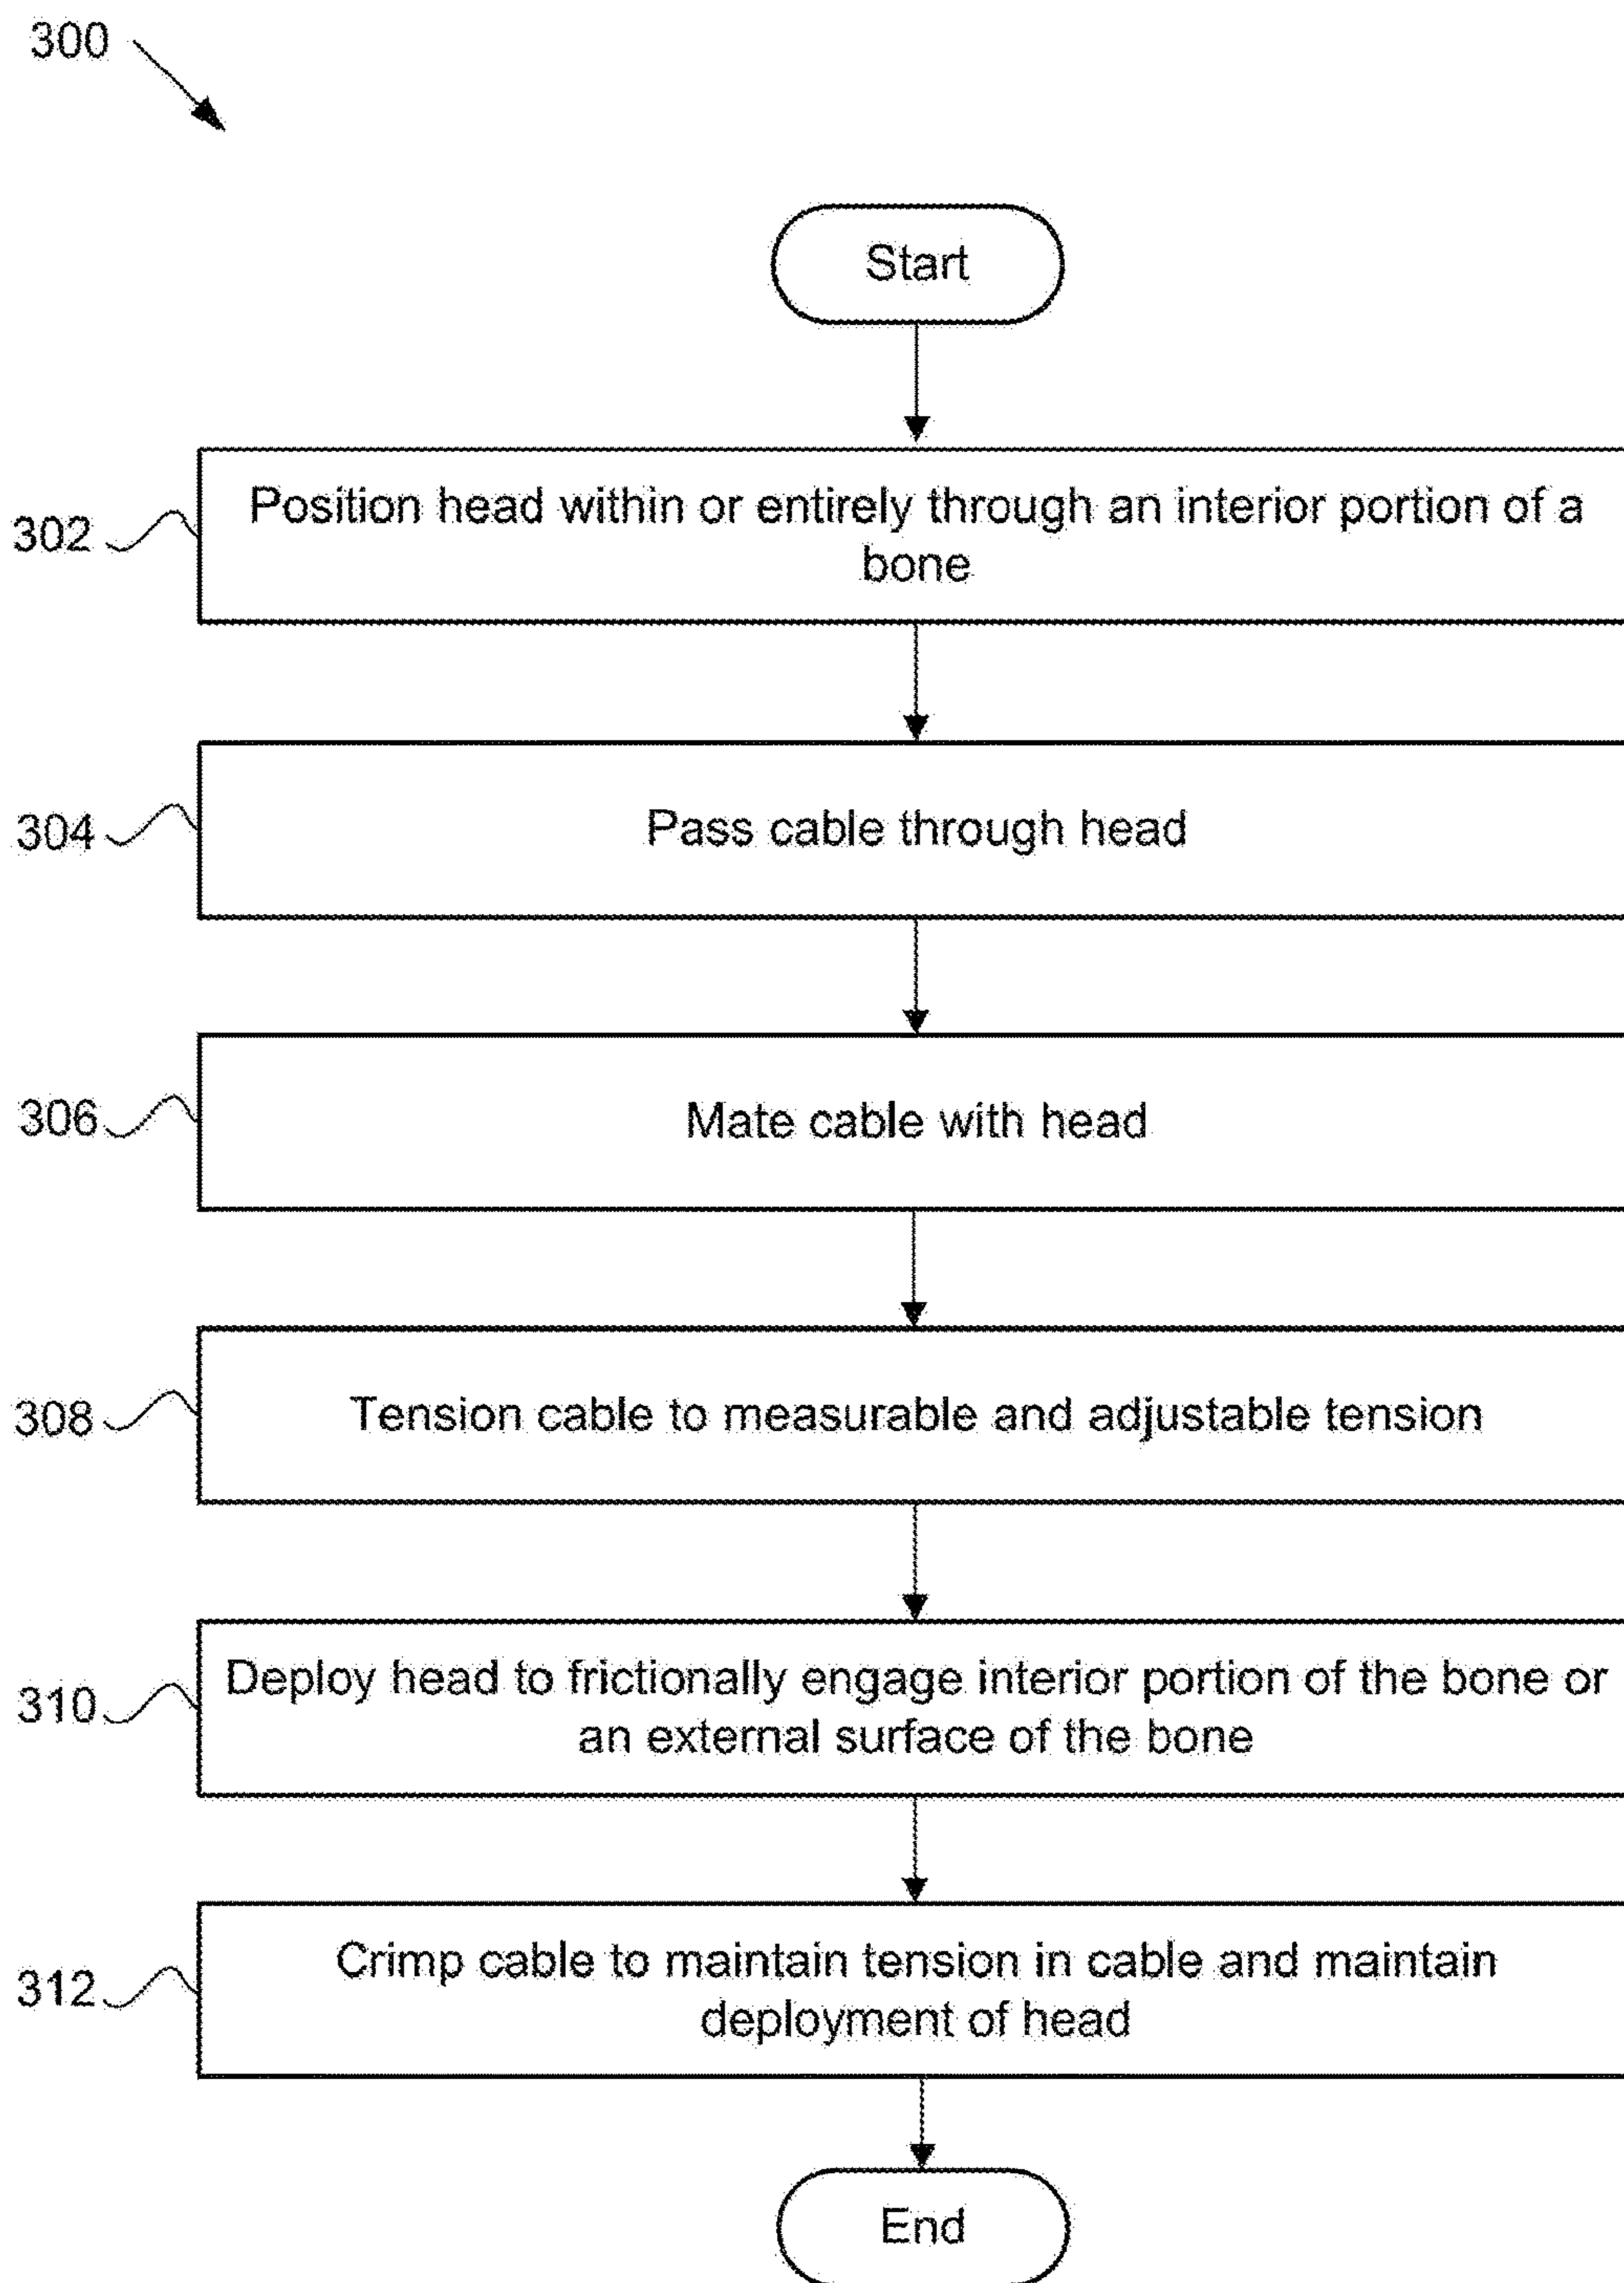 300
Start
302
Position head within or entirely through an interior portion of a
bone
304
Pass cable through head
306
Mate cable with head
308
Tension cable to measurable and adjustable tension
310
Deploy head to frictionally engage interior portion of the bone or
an external surface of the bone
312
Crimp cable to maintain tension in cable and maintain
deployment of head
End